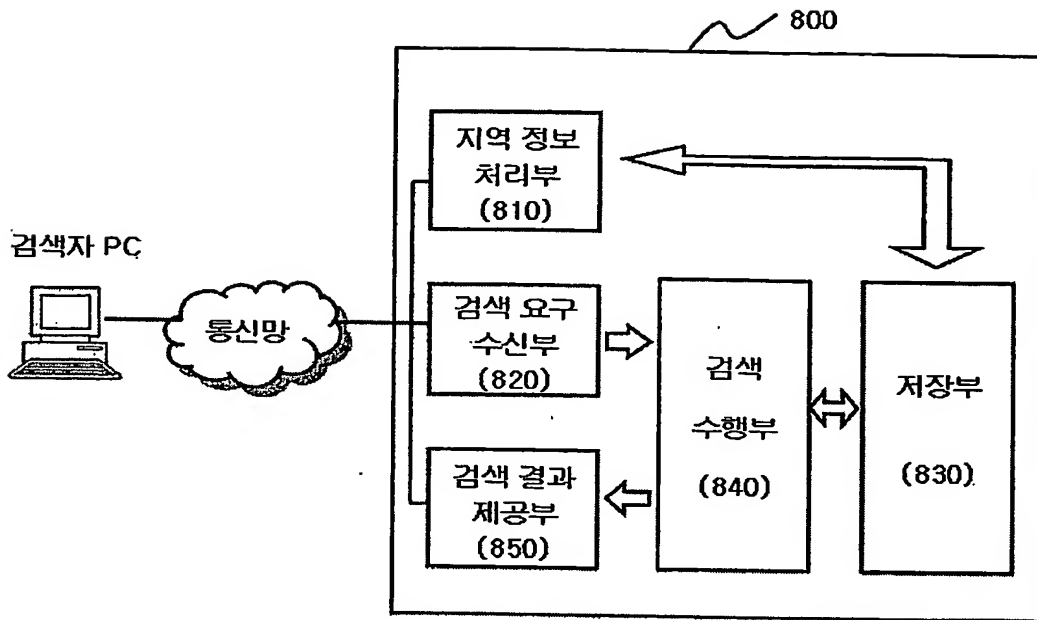 800
지역 정보
처리부
(810)
검색자 PC
통신망
검색 요구
수신부
(820)
검색
수행부
(840)
저장부
(830)
검색 결과
제공부
(850)